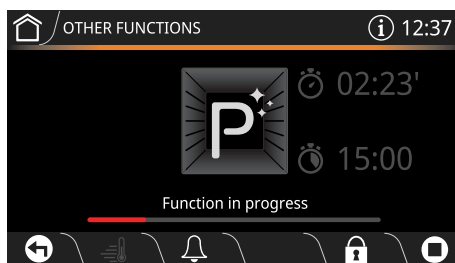 OTHER FUNCTIONS
i 12:37
P
02:23'
15:00
Function in progress